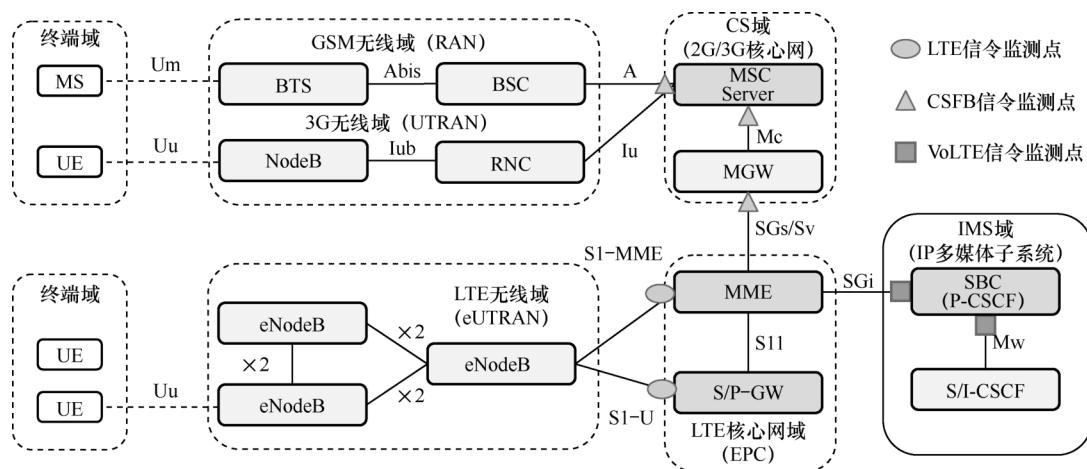 终端域
MS
UE
Um
Uu
GSM无线域（RAN）
BTS
Abis
BSC
3G无线域（UTRAN）
NodeB
Iub
RNC
A
Iu
CS域
(2G/3G核心网)
MSC
Server
Mc
MGW
SGs/Sv
LTE信令监测点
CSFB信令监测点
VoLTE信令监测点
终端域
UE
UE
Uu
LTE无线域
(eUTRAN)
eNodeB
×2
×2
eNodeB
×2
eNodeB
S1-MME
S1-U
MME
S11
S/P-GW
LTE核心网域
(EPC)
SGi
IMS域
(IP多媒体子系统)
SBC
(P-CSCF)
Mw
S/I-CSCF